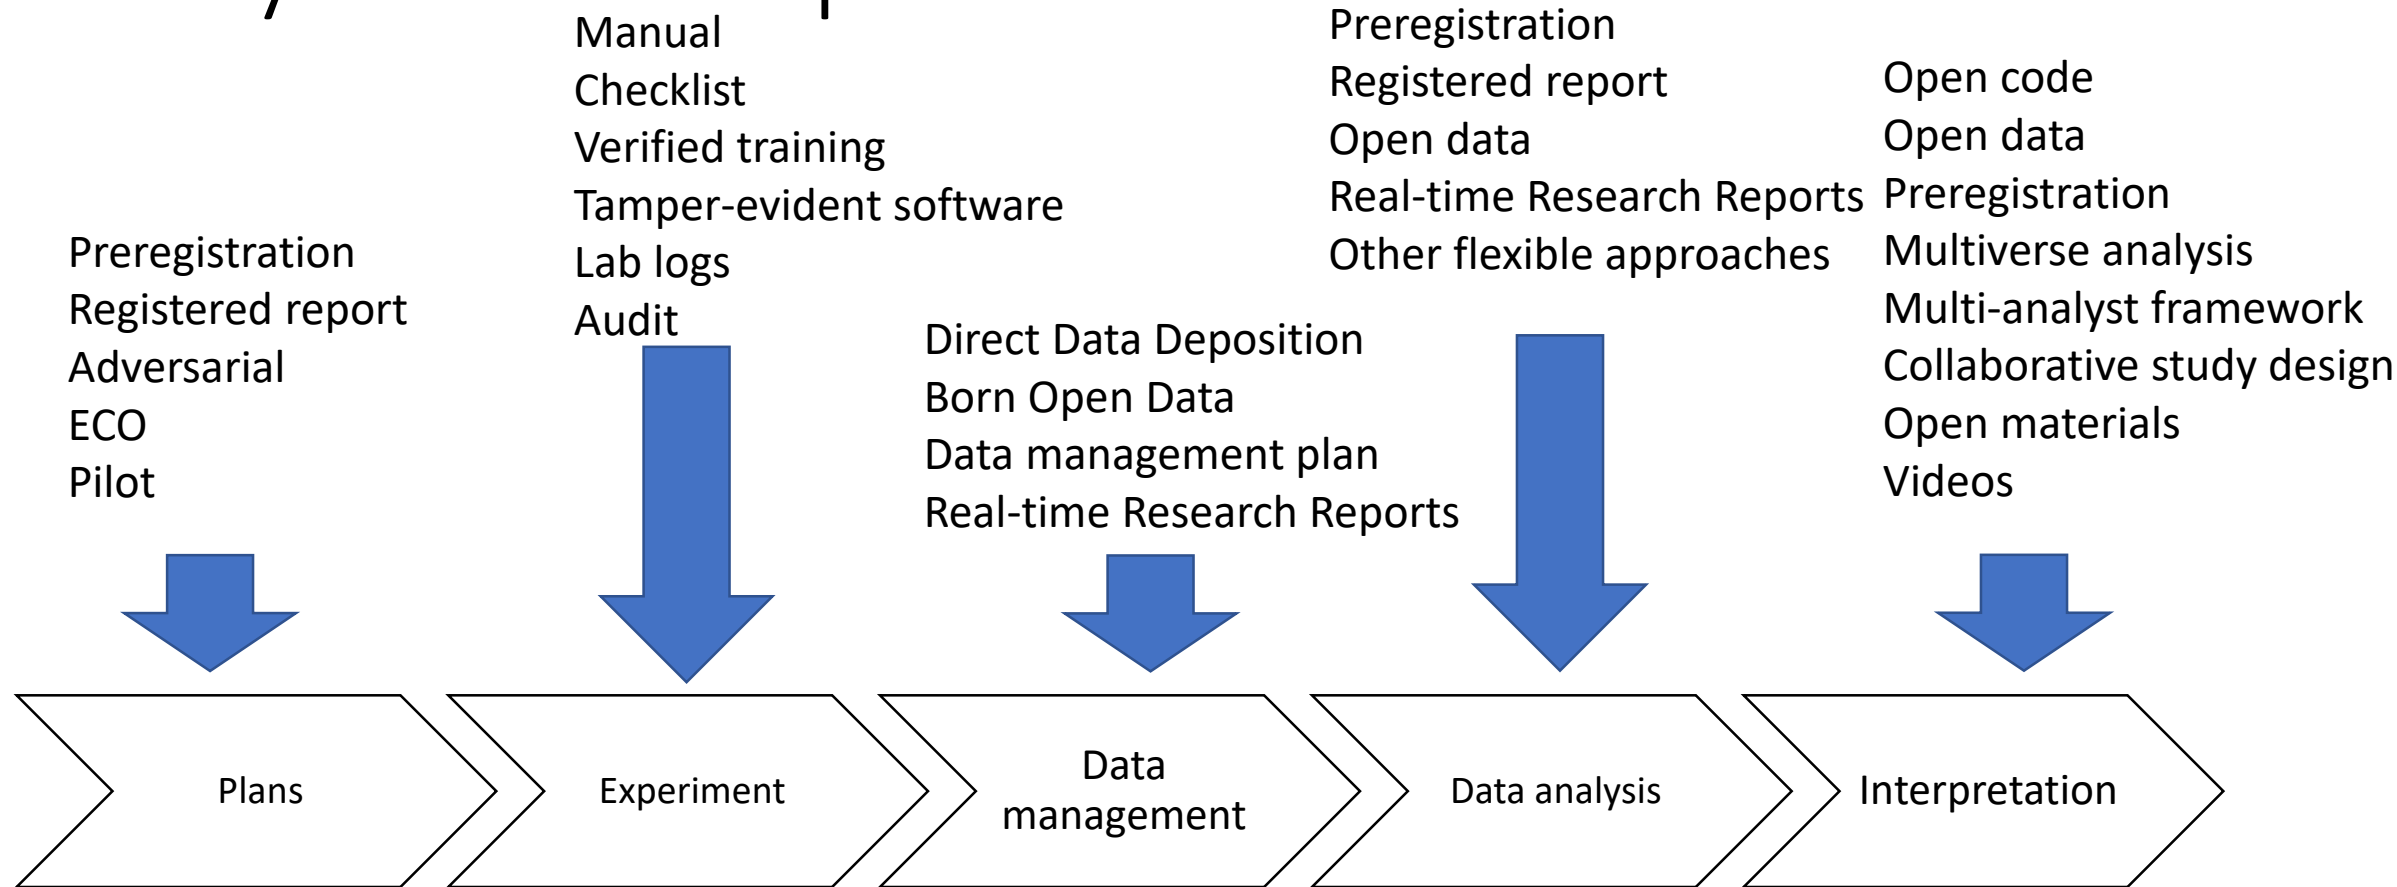 Preregistration
Registered report
Adversarial
ECO
Pilot
Manual
Checklist
Verified training
Tamper-evident software
Lab logs
Audit
Direct Data Deposition
Born Open Data
Data management plan
Real-time Research Reports
Preregistration
Registered report
Open data
Real-time Research Reports
Other flexible approaches
Open code
Open data
Preregistration
Multiverse analysis
Multi-analyst framework
Collaborative study design
Open materials
Videos
Plans
Experiment
Data
management
Data analysis
Interpretation